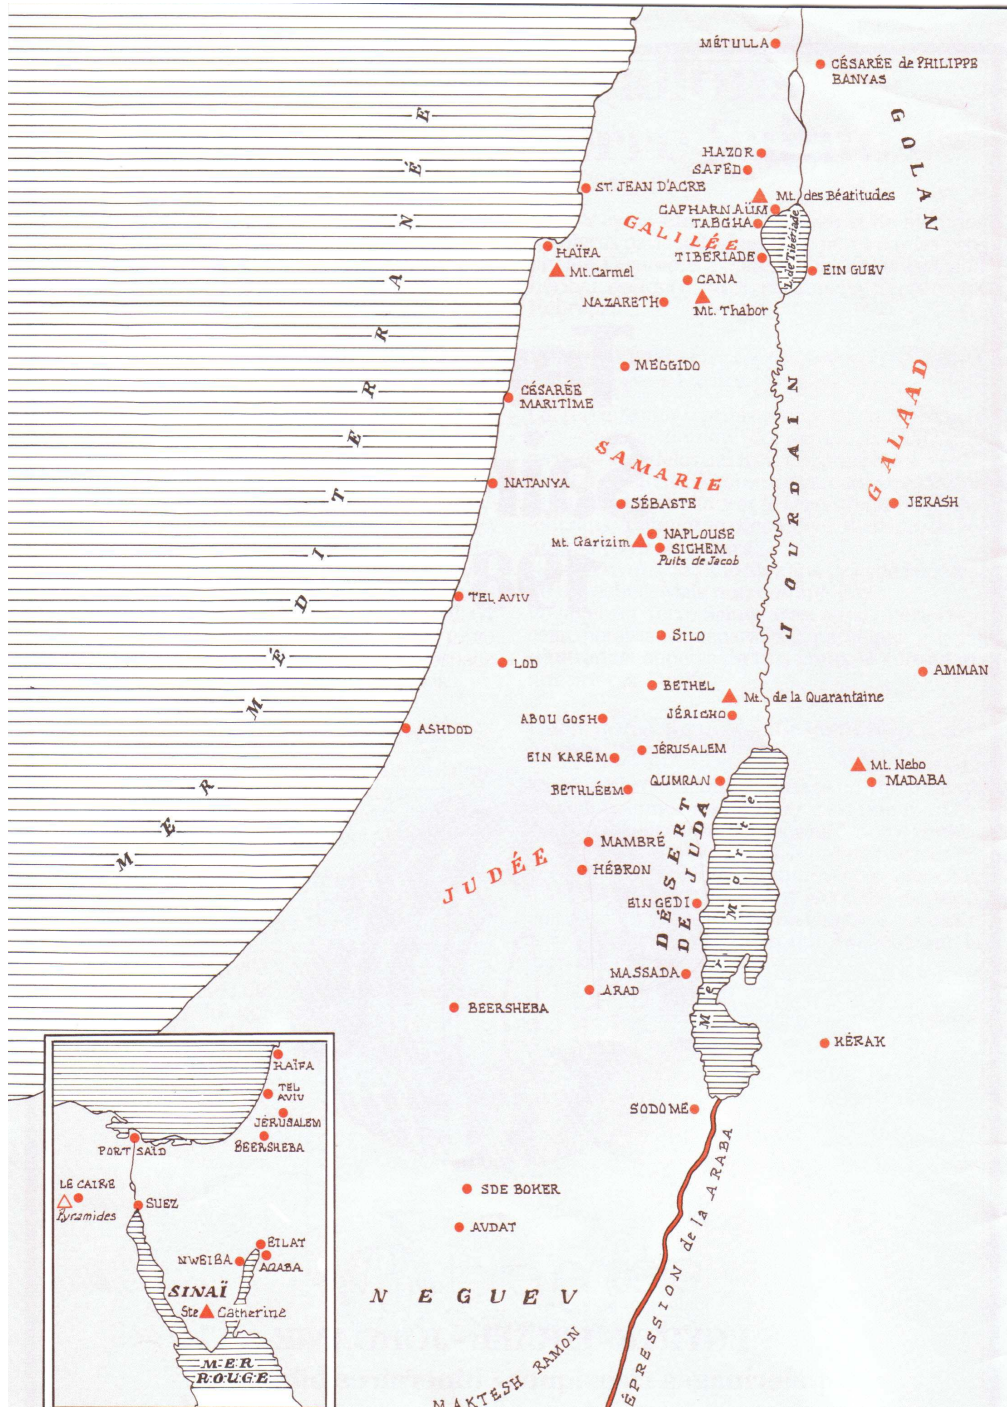 MÉTULLA
CÉSARÉE de PHILIPPE
BANYAS
GOLAN
HAZOR
SAFED
ST. JEAN D'ACRE
Mt. des Béatitudes
CAPHARNAÜM
TABGHA
GALILÉE
L. de Tibériade
HAÏFA
TIBERIADE
EIN GUEV
Mt. Carmel
CANA
NAZARETH
Mt. Thabor
MEGGIDO
CÉSARÉE
MARITIME
GALAAD
JOURDAIN
SAMARIE
NATANYA
SÉBASTE
JERASH
NAPLOUSE
Mt. Garizim
SICHEM
Puits de Jacob
MER MÉDITERRANÉE
TEL AVIV
SILO
LOD
AMMAN
BETHEL
Mt. de la Quarantaine
ABOU GOSH
JÉRICHO
ASHDOD
JÉRUSALEM
EIN KAREM
Mt. Nebo
QUMRAN
MADABA
BETHLÉEM
DÉSERT
DE JUDA
Mer Morte
MAMBRÉ
JUDÉE
HÉBRON
EIN GEDI
MASSADA
ARAD
BEERSHEBA
KÉRAK
SODOME
SDE BOKER
AVDAT
NEGUEV
MAKTESH RAMON
ÉPRESSION de la ARABA
HAÏFA
TEL
AVIV
JÉRUSALEM
BEERSHEBA
PORT SAÏD
LE CAIRE
Pyramides
SUEZ
EILAT
NWEIBA
AQABA
SINAÏ
Ste Catherine
MER
ROUGE